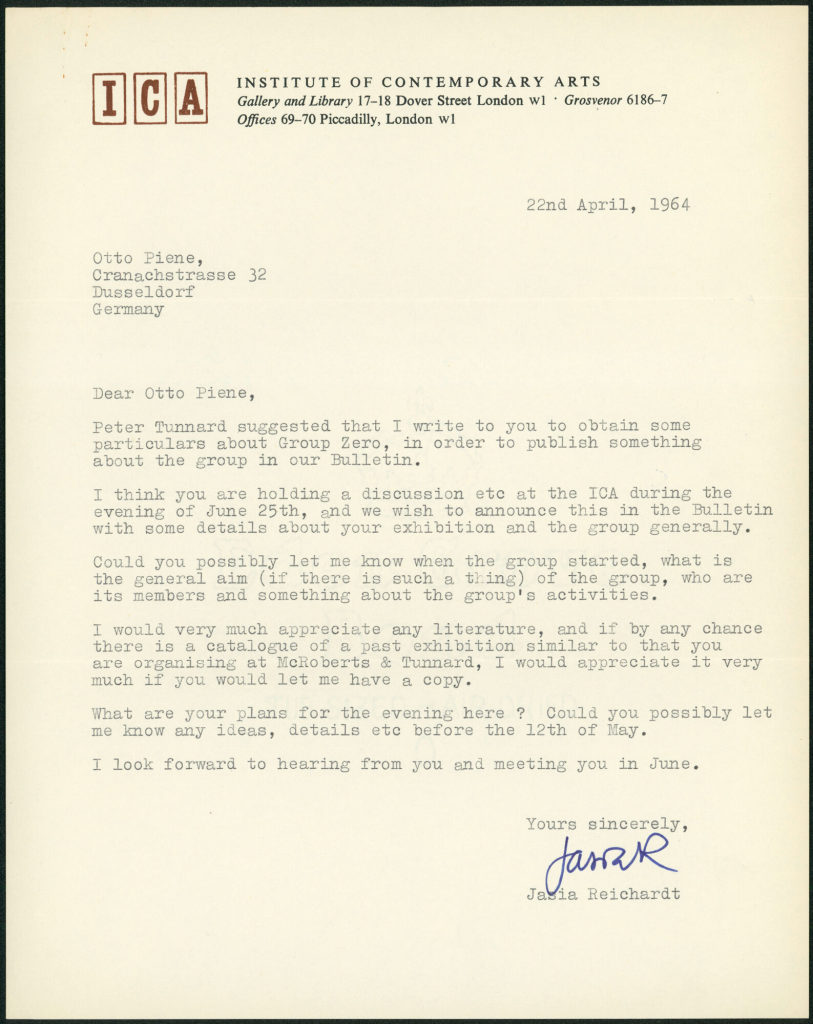 ICA
INSTITUTE OF CONTEMPORARY ARTS
Gallery and Library 17–18 Dover Street London W1 · Grosvenor 6186–7
Offices 69–70 Piccadilly, London W1
22nd April, 1964
Otto Piene,
Cranachstrasse 32
Dusseldorf
Germany
Dear Otto Piene,
Peter Tunnard suggested that I write to you to obtain some
particulars about Group Zero, in order to publish something
about the group in our Bulletin.
I think you are holding a discussion etc at the ICA during the
evening of June 25th, and we wish to announce this in the Bulletin
with some details about your exhibition and the group generally.
Could you possibly let me know when the group started, what is
the general aim (if there is such a thing) of the group, who are
its members and something about the group's activities.
I would very much appreciate any literature, and if by any chance
there is a catalogue of a past exhibition similar to that you
are organising at McRoberts & Tunnard, I would appreciate it very
much if you would let me have a copy.
What are your plans for the evening here ? Could you possibly let
me know any ideas, details etc before the 12th of May.
I look forward to hearing from you and meeting you in June.
Yours sincerely,
Jasia R
Jasia Reichardt